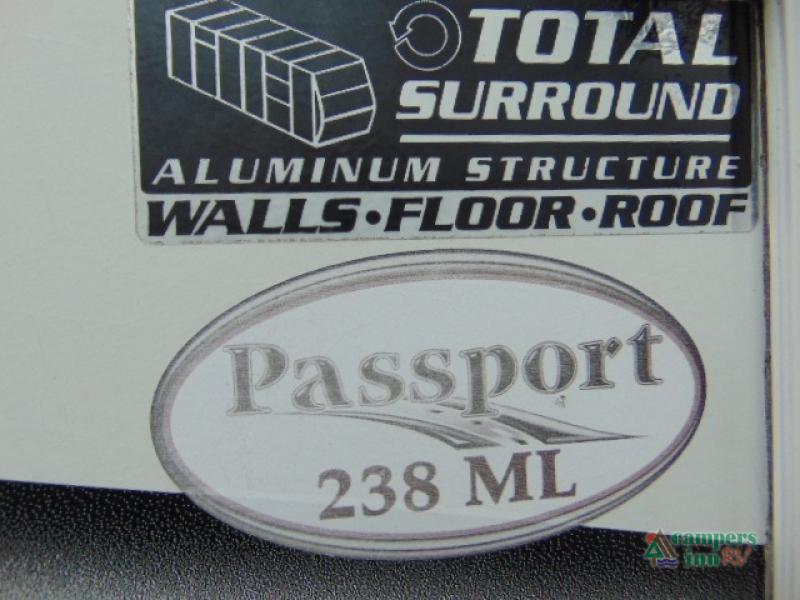 TOTAL
SURROUND
ALUMINUM STRUCTURE
WALLS•FLOOR•ROOF
Passport
238 ML
campers
inn RV